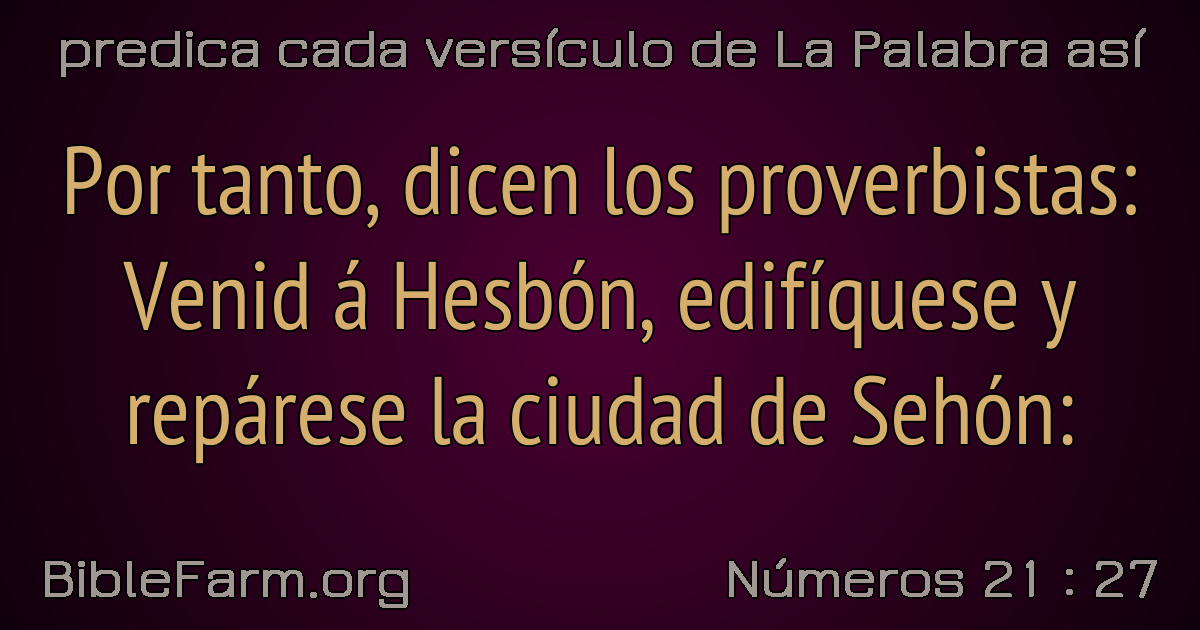 predica cada versículo de La Palabra así
Por tanto, dicen los proverbistas:
Venid á Hesbón, edifíquese y
repárese la ciudad de Sehón:
BibleFarm.org
Números 21 : 27